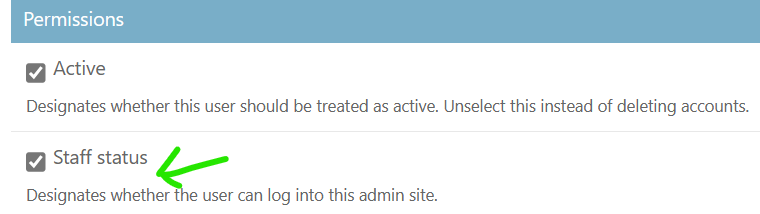 Permissions
Active
Designates whether this user should be treated as active. Unselect this instead of deleting accounts.
Staff status
Designates whether the user can log into this admin site.